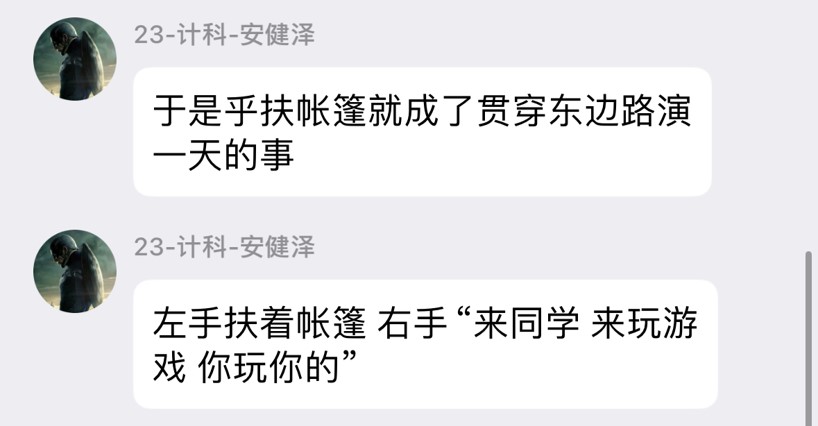 23-计科-安健泽
于是乎扶帐篷就成了贯穿东边路演
一天的事
23-计科-安健泽
左手扶着帐篷 右手 “来同学 来玩游
戏 你玩你的”